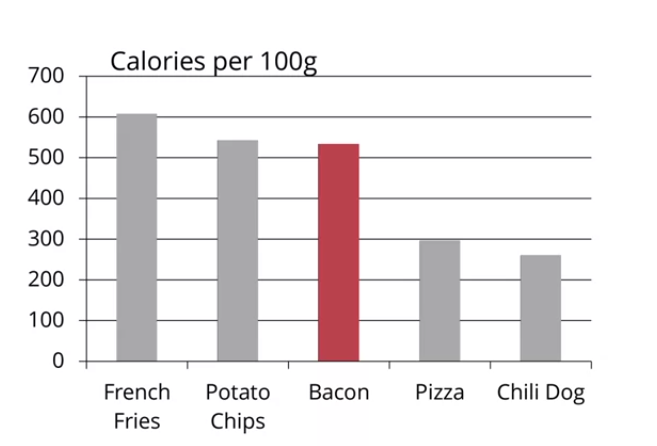 Calories per 100g
700
600
500
400
300
200
100
0
French Fries
Potato Chips
Bacon
Pizza
Chili Dog